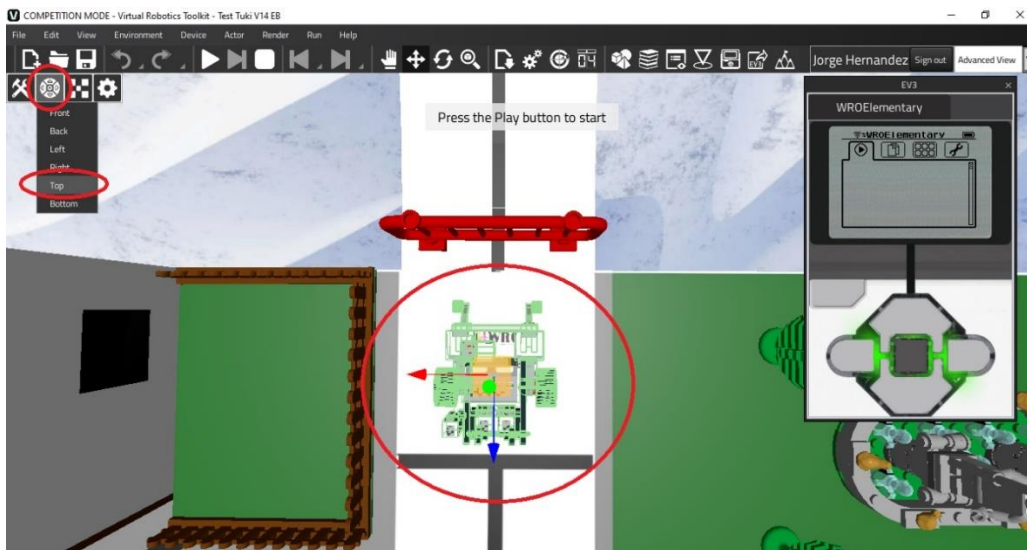 COMPETITION MODE - Virtual Robotics Toolkit - Test Tuki V14 EB
File Edit View Environment Device Actor Render Run Help
Jorge Hernandez Sign out Advanced View
EV3
WROElementary
WROElementary
Press the Play button to start
Front
Back
Left
Right
Top
Bottom
WRO